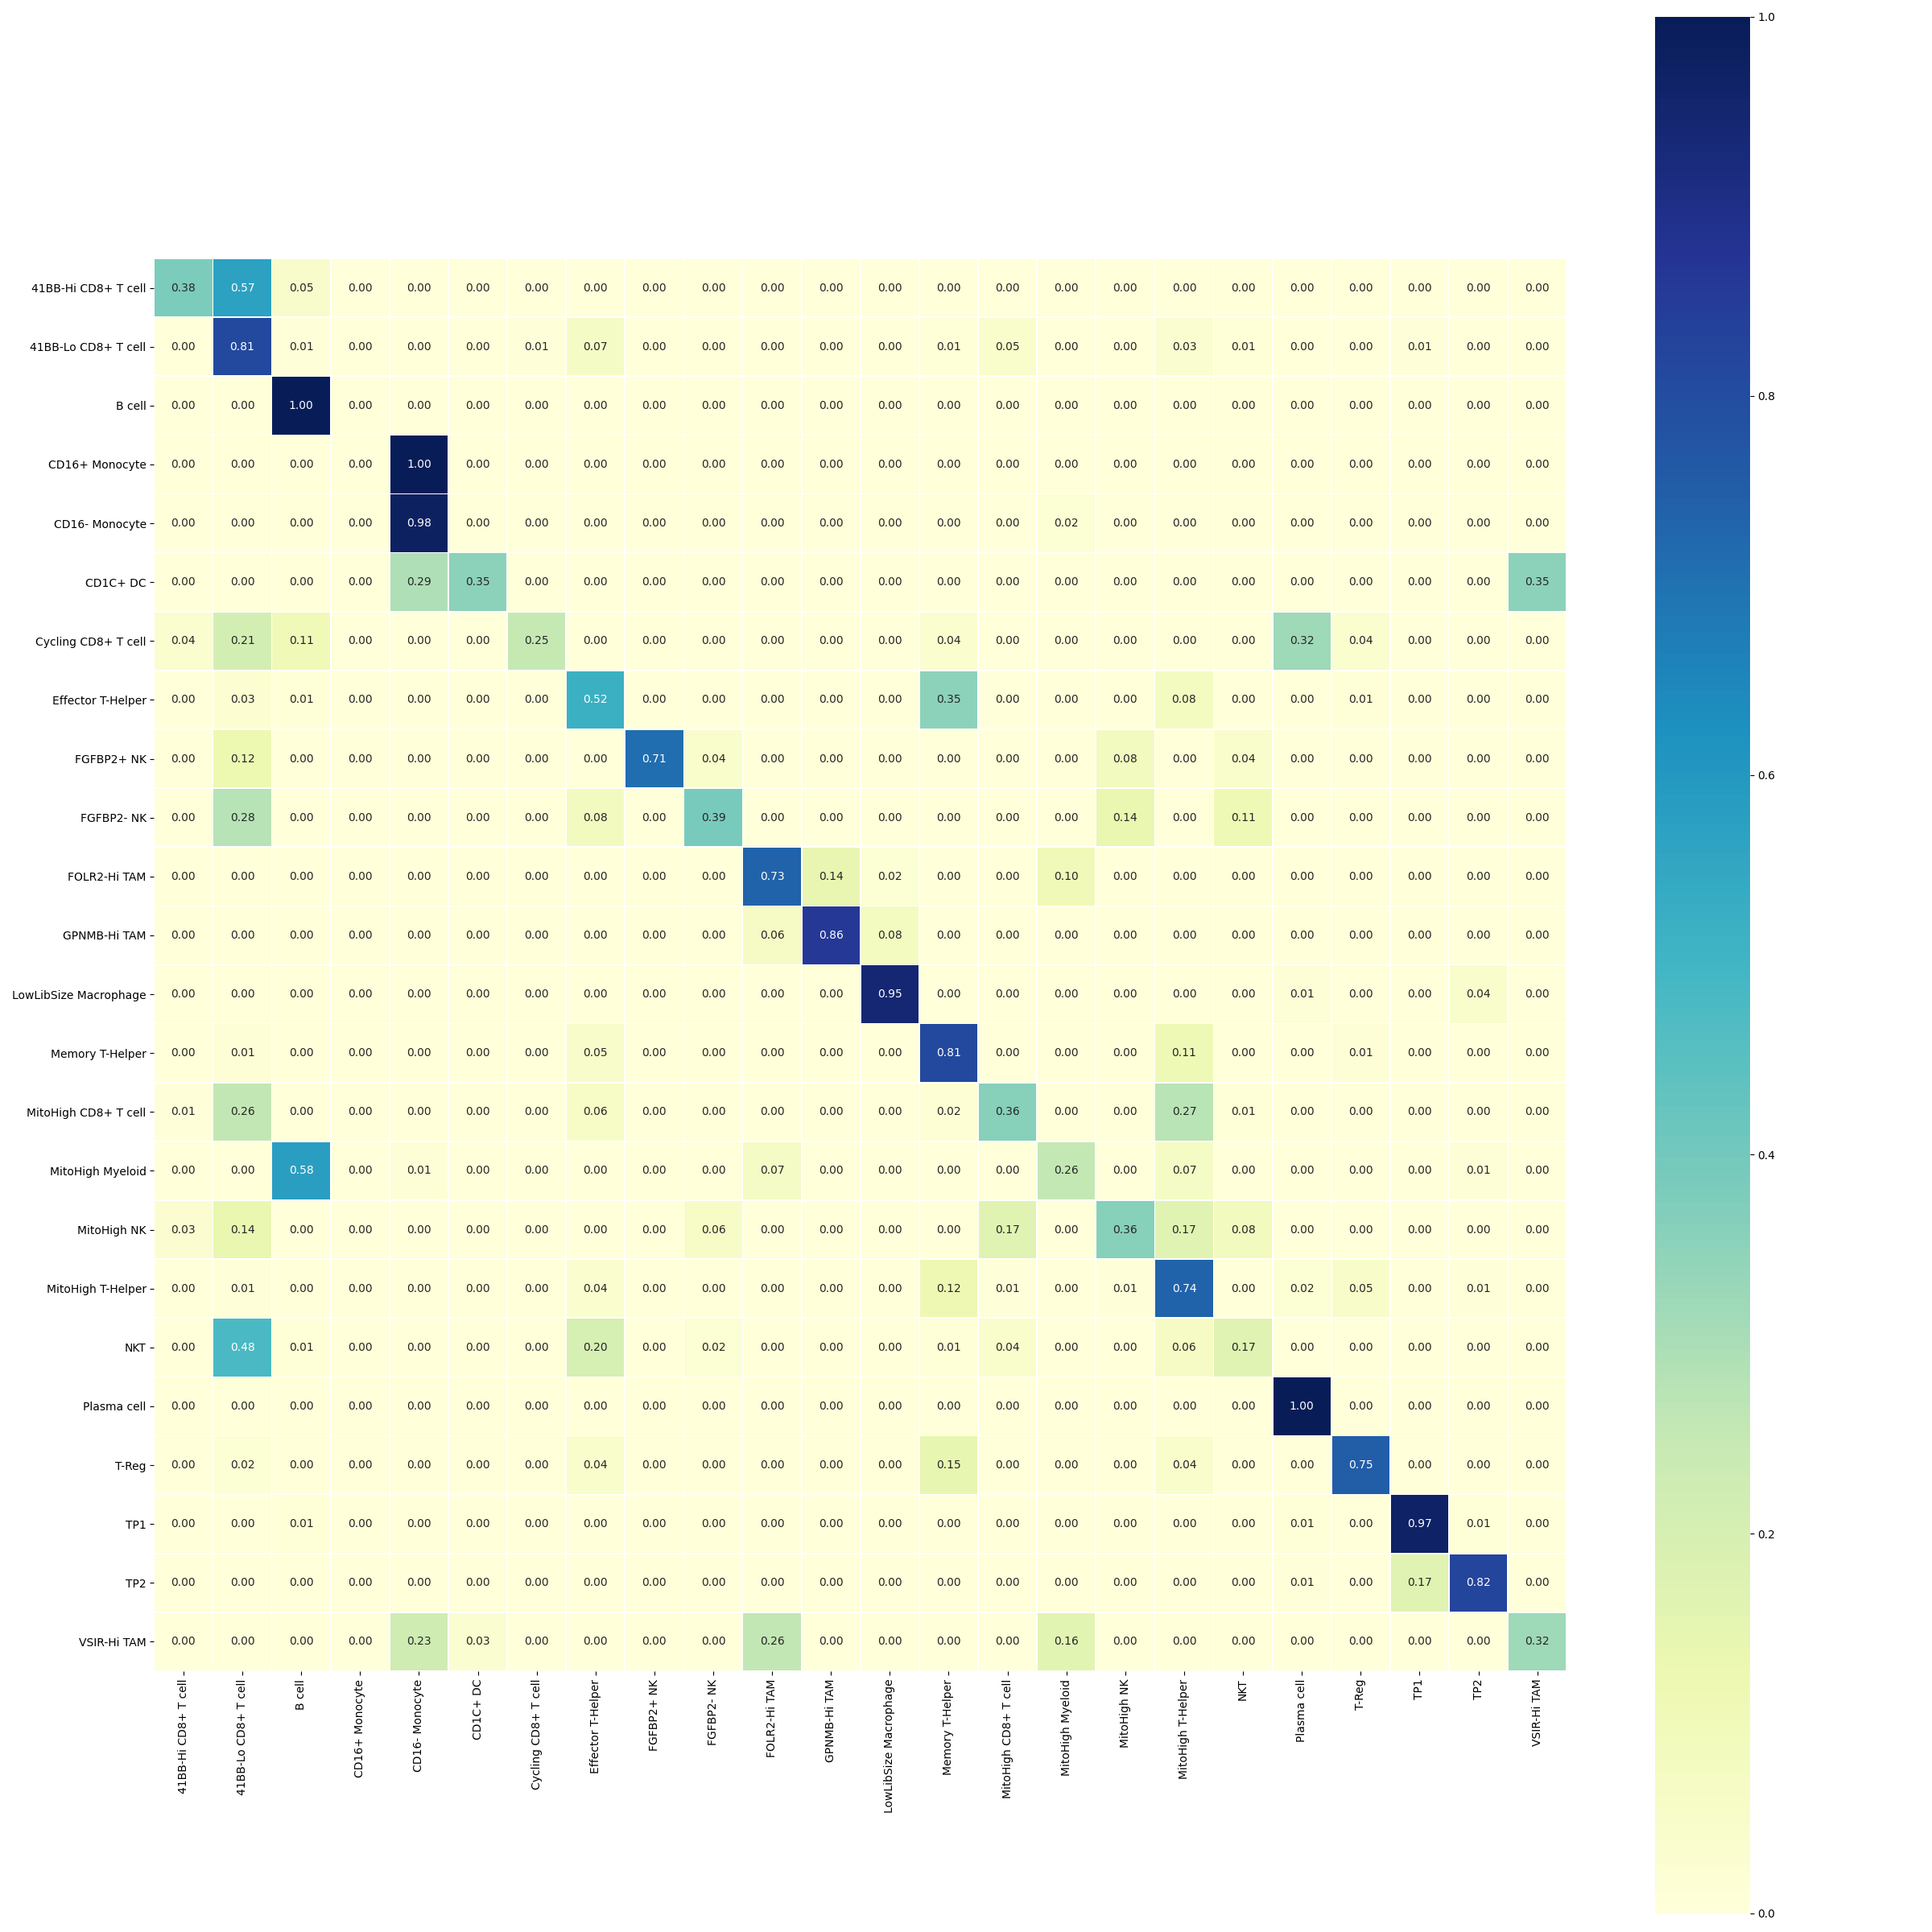 1.0
41BB-Hi CD8+ T cell 0.38 0.57 0.05 0.00 0.00 0.00 0.00 0.00 0.00 0.00 0.00 0.00 0.00 0.00 0.00 0.00 0.00 0.00 0.00 0.00 0.00 0.00 0.00 0.00
41BB-Lo CD8+ T cell 0.00 0.81 0.01 0.00 0.00 0.00 0.01 0.07 0.00 0.00 0.00 0.00 0.00 0.01 0.05 0.00 0.00 0.03 0.01 0.00 0.00 0.01 0.00 0.00
0.8
B cell 0.00 0.00 1.00 0.00 0.00 0.00 0.00 0.00 0.00 0.00 0.00 0.00 0.00 0.00 0.00 0.00 0.00 0.00 0.00 0.00 0.00 0.00 0.00 0.00
CD16+ Monocyte 0.00 0.00 0.00 0.00 1.00 0.00 0.00 0.00 0.00 0.00 0.00 0.00 0.00 0.00 0.00 0.00 0.00 0.00 0.00 0.00 0.00 0.00 0.00 0.00
CD16- Monocyte 0.00 0.00 0.00 0.00 0.98 0.00 0.00 0.00 0.00 0.00 0.00 0.00 0.00 0.00 0.00 0.02 0.00 0.00 0.00 0.00 0.00 0.00 0.00 0.00
CD1C+ DC 0.00 0.00 0.00 0.00 0.29 0.35 0.00 0.00 0.00 0.00 0.00 0.00 0.00 0.00 0.00 0.00 0.00 0.00 0.00 0.00 0.00 0.00 0.00 0.35
Cycling CD8+ T cell 0.04 0.21 0.11 0.00 0.00 0.00 0.25 0.00 0.00 0.00 0.00 0.00 0.00 0.04 0.00 0.00 0.00 0.00 0.00 0.32 0.04 0.00 0.00 0.00
Effector T-Helper 0.00 0.03 0.01 0.00 0.00 0.00 0.00 0.52 0.00 0.00 0.00 0.00 0.00 0.35 0.00 0.00 0.00 0.08 0.00 0.00 0.01 0.00 0.00 0.00
FGFBP2+ NK 0.00 0.12 0.00 0.00 0.00 0.00 0.00 0.00 0.71 0.04 0.00 0.00 0.00 0.00 0.00 0.00 0.08 0.00 0.04 0.00 0.00 0.00 0.00 0.00
0.6
FGFBP2- NK 0.00 0.28 0.00 0.00 0.00 0.00 0.00 0.08 0.00 0.39 0.00 0.00 0.00 0.00 0.00 0.00 0.14 0.00 0.11 0.00 0.00 0.00 0.00 0.00
FOLR2-Hi TAM 0.00 0.00 0.00 0.00 0.00 0.00 0.00 0.00 0.00 0.00 0.73 0.14 0.02 0.00 0.00 0.10 0.00 0.00 0.00 0.00 0.00 0.00 0.00 0.00
GPNMB-Hi TAM 0.00 0.00 0.00 0.00 0.00 0.00 0.00 0.00 0.00 0.00 0.06 0.86 0.08 0.00 0.00 0.00 0.00 0.00 0.00 0.00 0.00 0.00 0.00 0.00
LowLibSize Macrophage 0.00 0.00 0.00 0.00 0.00 0.00 0.00 0.00 0.00 0.00 0.00 0.00 0.95 0.00 0.00 0.00 0.00 0.00 0.00 0.01 0.00 0.00 0.04 0.00
Memory T-Helper 0.00 0.01 0.00 0.00 0.00 0.00 0.00 0.05 0.00 0.00 0.00 0.00 0.00 0.81 0.00 0.00 0.00 0.11 0.00 0.00 0.01 0.00 0.00 0.00
MitoHigh CD8+ T cell 0.01 0.26 0.00 0.00 0.00 0.00 0.00 0.06 0.00 0.00 0.00 0.00 0.00 0.02 0.36 0.00 0.00 0.27 0.01 0.00 0.00 0.00 0.00 0.00
0.4
MitoHigh Myeloid 0.00 0.00 0.58 0.00 0.01 0.00 0.00 0.00 0.00 0.00 0.07 0.00 0.00 0.00 0.00 0.26 0.00 0.07 0.00 0.00 0.00 0.00 0.01 0.00
MitoHigh NK 0.03 0.14 0.00 0.00 0.00 0.00 0.00 0.00 0.00 0.06 0.00 0.00 0.00 0.00 0.17 0.00 0.36 0.17 0.08 0.00 0.00 0.00 0.00 0.00
MitoHigh T-Helper 0.00 0.01 0.00 0.00 0.00 0.00 0.00 0.04 0.00 0.00 0.00 0.00 0.00 0.12 0.01 0.00 0.01 0.74 0.00 0.02 0.05 0.00 0.01 0.00
NKT 0.00 0.48 0.01 0.00 0.00 0.00 0.00 0.20 0.00 0.02 0.00 0.00 0.00 0.01 0.04 0.00 0.00 0.06 0.17 0.00 0.00 0.00 0.00 0.00
Plasma cell 0.00 0.00 0.00 0.00 0.00 0.00 0.00 0.00 0.00 0.00 0.00 0.00 0.00 0.00 0.00 0.00 0.00 0.00 0.00 1.00 0.00 0.00 0.00 0.00
T-Reg 0.00 0.02 0.00 0.00 0.00 0.00 0.00 0.04 0.00 0.00 0.00 0.00 0.00 0.15 0.00 0.00 0.00 0.04 0.00 0.00 0.75 0.00 0.00 0.00
TP1 0.00 0.00 0.01 0.00 0.00 0.00 0.00 0.00 0.00 0.00 0.00 0.00 0.00 0.00 0.00 0.00 0.00 0.00 0.00 0.01 0.00 0.97 0.01 0.00
0.2
TP2 0.00 0.00 0.00 0.00 0.00 0.00 0.00 0.00 0.00 0.00 0.00 0.00 0.00 0.00 0.00 0.00 0.00 0.00 0.00 0.01 0.00 0.17 0.82 0.00
VSIR-Hi TAM 0.00 0.00 0.00 0.00 0.23 0.03 0.00 0.00 0.00 0.00 0.26 0.00 0.00 0.00 0.00 0.16 0.00 0.00 0.00 0.00 0.00 0.00 0.00 0.32
41BB-Hi CD8+ T cell
41BB-Lo CD8+ T cell
B cell
CD16+ Monocyte
CD16- Monocyte
CD1C+ DC
Cycling CD8+ T cell
Effector T-Helper
FGFBP2+ NK
FGFBP2- NK
FOLR2-Hi TAM
GPNMB-Hi TAM
LowLibSize Macrophage
Memory T-Helper
MitoHigh CD8+ T cell
MitoHigh Myeloid
MitoHigh NK
MitoHigh T-Helper
NKT
Plasma cell
T-Reg
TP1
TP2
VSIR-Hi TAM
0.0